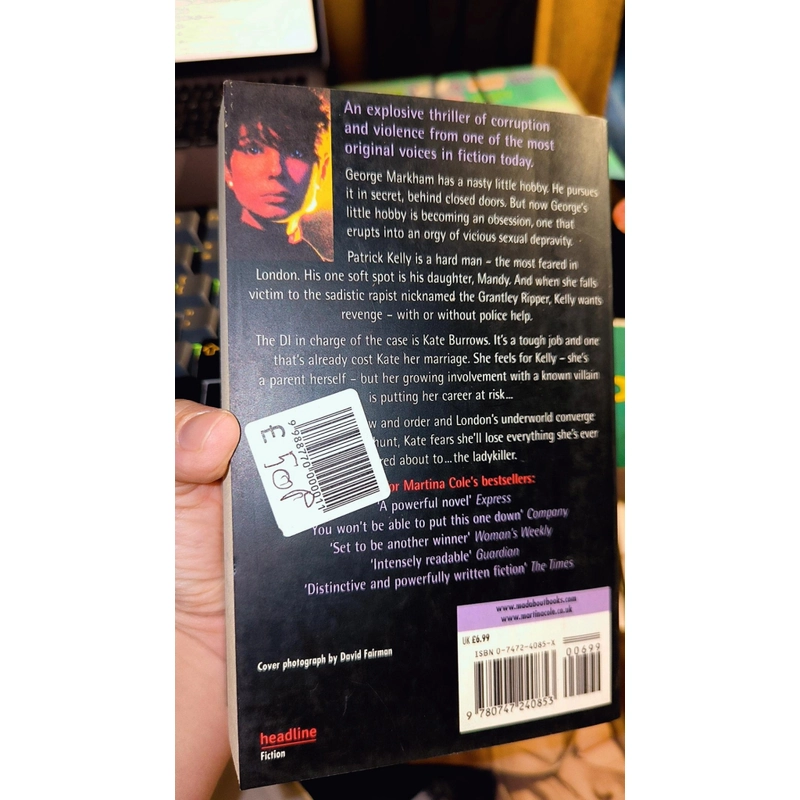 An explosive thriller of corruption
and violence from one of the most
original voices in fiction today.
George Markham has a nasty little hobby. He pursues
it in secret, behind closed doors. But now George's
little hobby is becoming an obsession, one that
erupts into an orgy of vicious sexual depravity.
Patrick Kelly is a hard man – the most feared in
London. His one soft spot is his daughter, Mandy. And when she falls
victim to the sadistic rapist nicknamed the Grantley Ripper, Kelly wants
revenge – with or without police help.
The DI in charge of the case is Kate Burrows. It's a tough job and one
that's already cost Kate her marriage. She feels for Kelly – she's
a parent herself – but her growing involvement with a known villain
is putting her career at risk...
and order and London's underworld converge
hunt, Kate fears she'll lose everything she's ever
about to...the ladykiller.
Martina Cole's bestsellers:
'A powerful novel' Express
You won't be able to put this one down' Company
'Set to be another winner' Woman's Weekly
'Intensely readable' Guardian
'Distinctive and powerfully written fiction' The Times
www.madaboutbooks.com
www.martinacole.co.uk
UK £6.99
ISBN 0-7472-4085-X
00699
9 780747 240853
Cover photograph by David Fairman
headline
Fiction